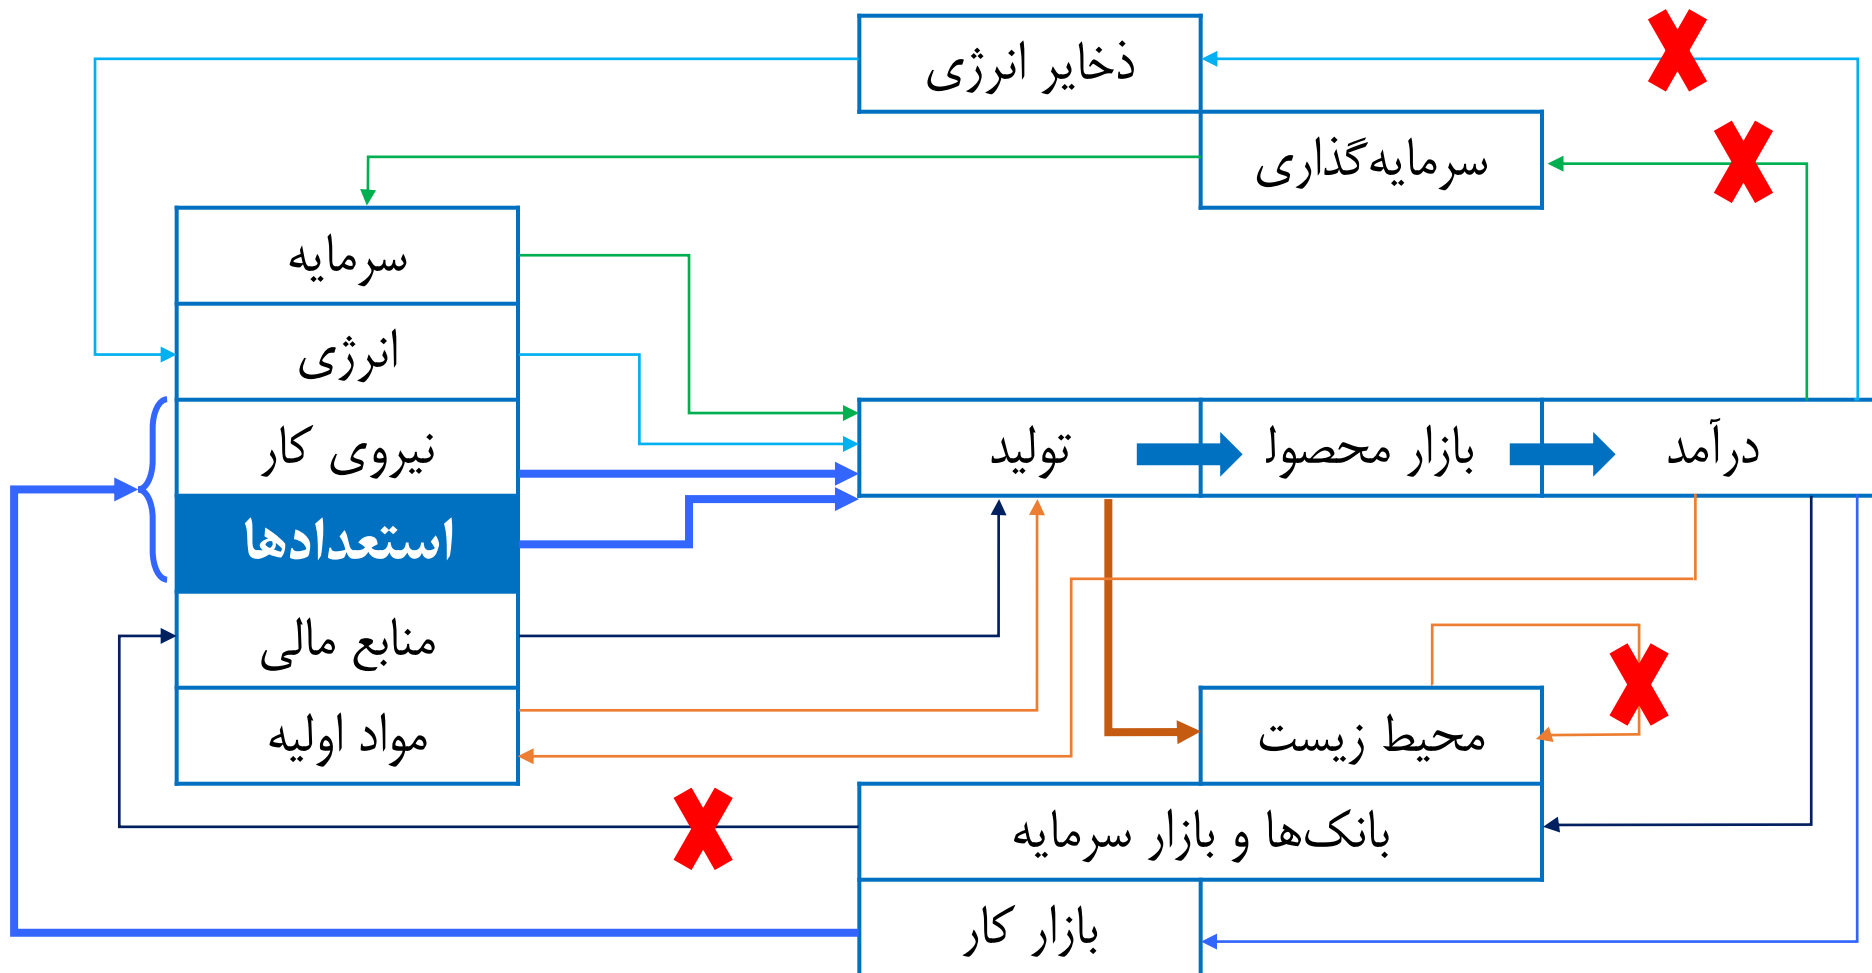 ذخایر انرژی
سرمایه‌گذاری
سرمایه
انرژی
نیروی کار
استعدادها
منابع مالی
مواد اولیه
درآمد
بازار محصول
تولید
محیط زیست
بانک‌ها و بازار سرمایه
بازار کار